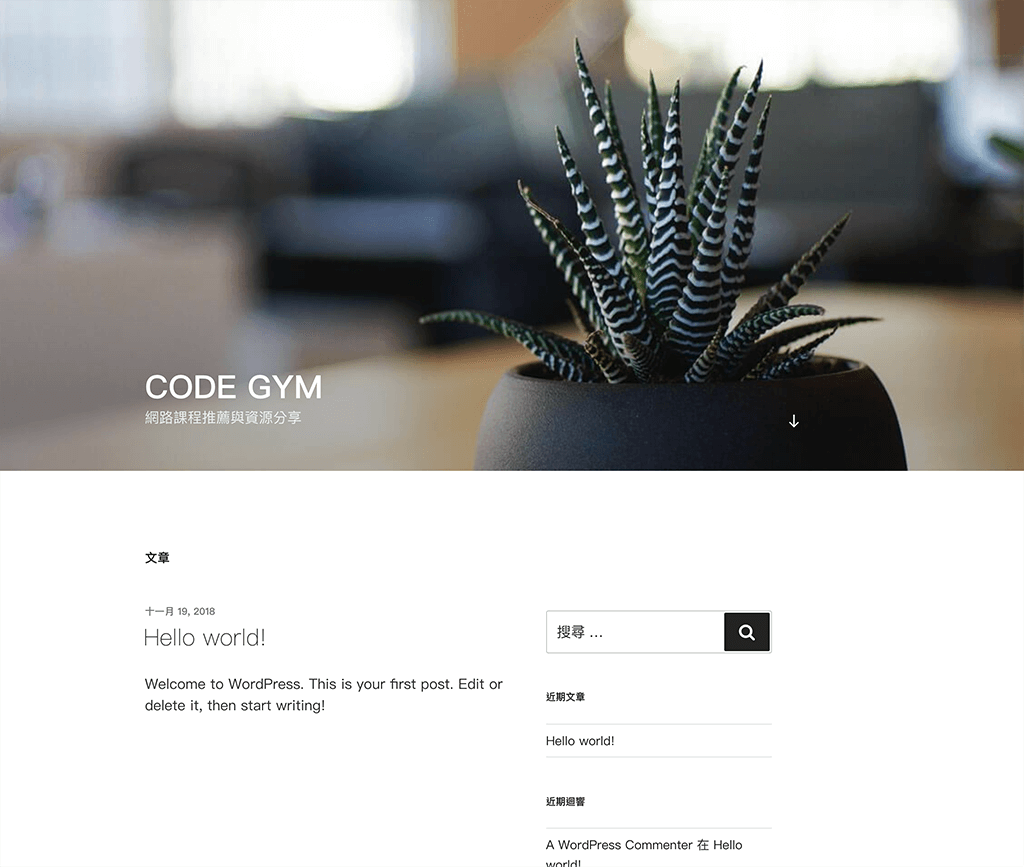 CODE GYM
網路課程推薦與資源分享
文章
十一月 19, 2018
Hello world!
Welcome to WordPress. This is your first post. Edit or
delete it, then start writing!
搜尋 ...
近期文章
Hello world!
近期迴響
A WordPress Commenter 在 Hello
world!